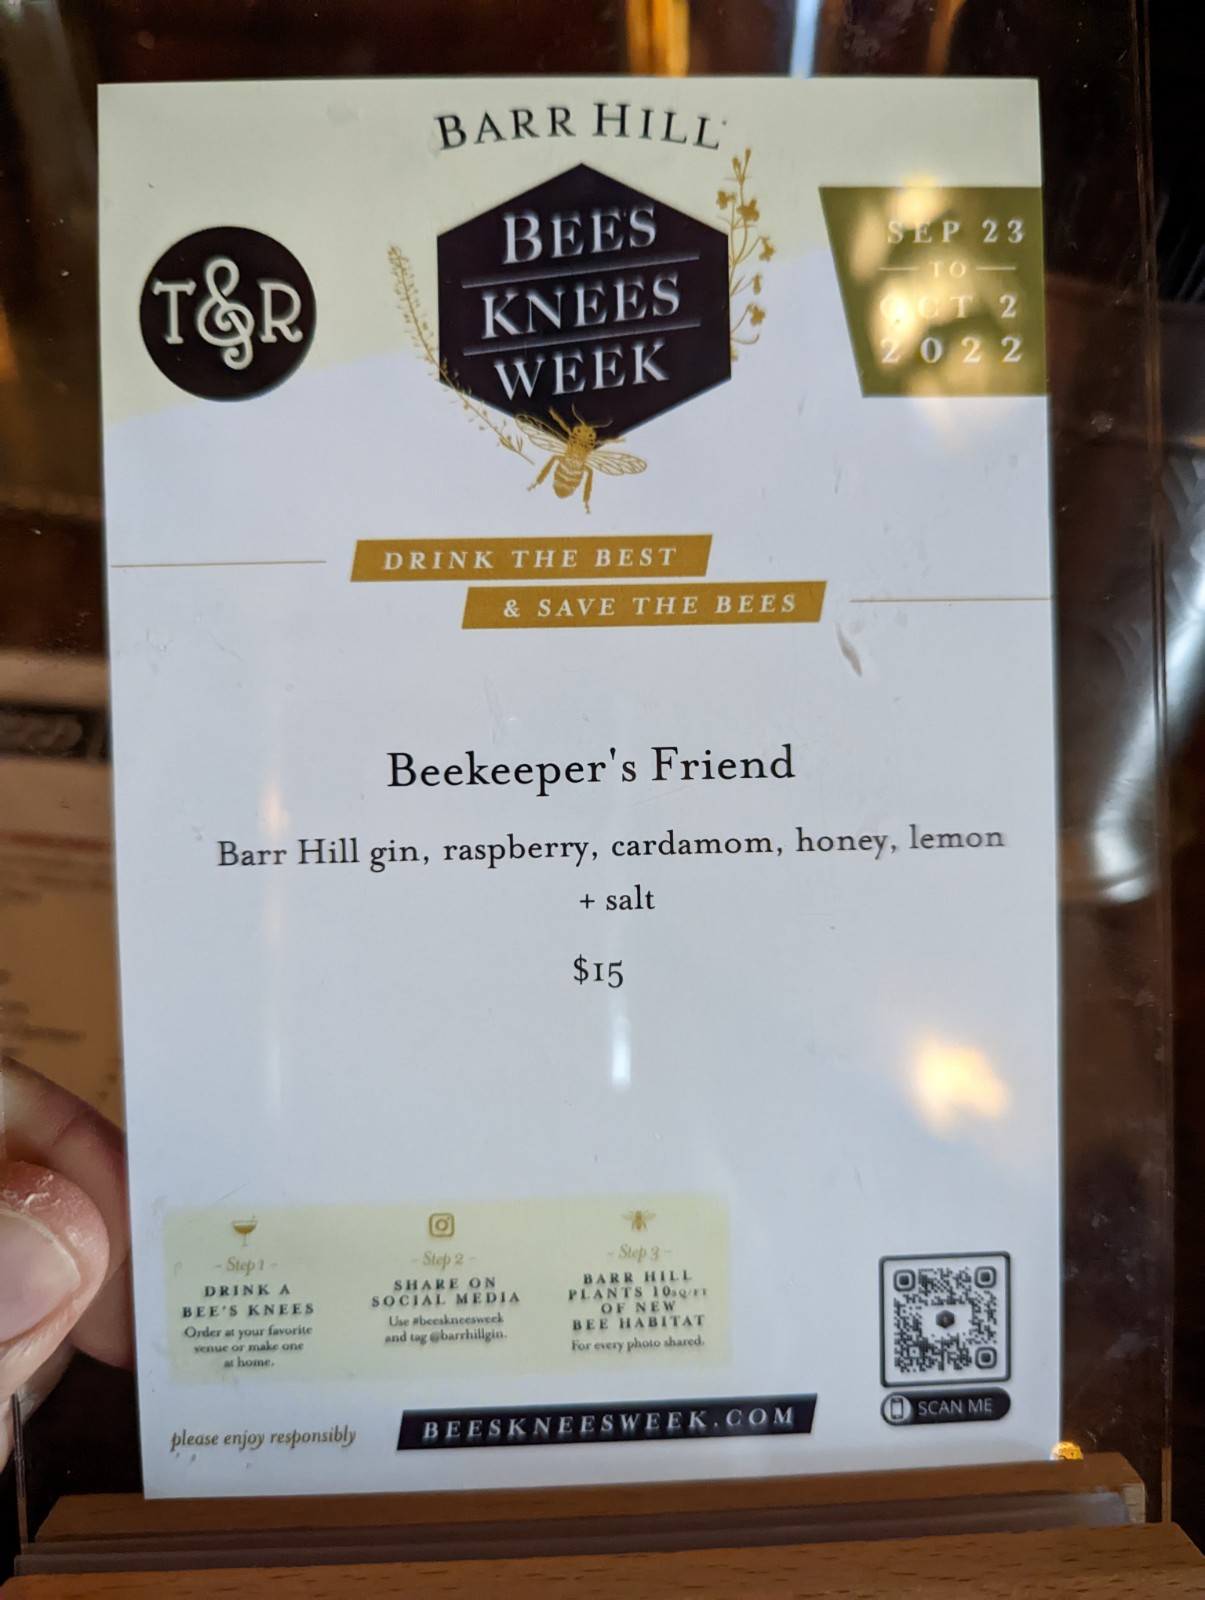 BARR HILL
T&R
BEES
KNEES
WEEK
SEP 23
TO
OCT 2
2022
DRINK THE BEST
& SAVE THE BEES
Beekeeper's Friend
Barr Hill gin, raspberry, cardamom, honey, lemon
+ salt
$15
- Step 1 -
DRINK A
BEE'S KNEES
Order at your favorite
venue or make one
at home.
- Step 2 -
SHARE ON
SOCIAL MEDIA
Use #beeskneesweek
and tag @barrhillgin.
- Step 3 -
BARR HILL
PLANTS 10SQ/FT
OF NEW
BEE HABITAT
For every photo shared.
SCAN ME
please enjoy responsibly
BEESKNEESWEEK.COM